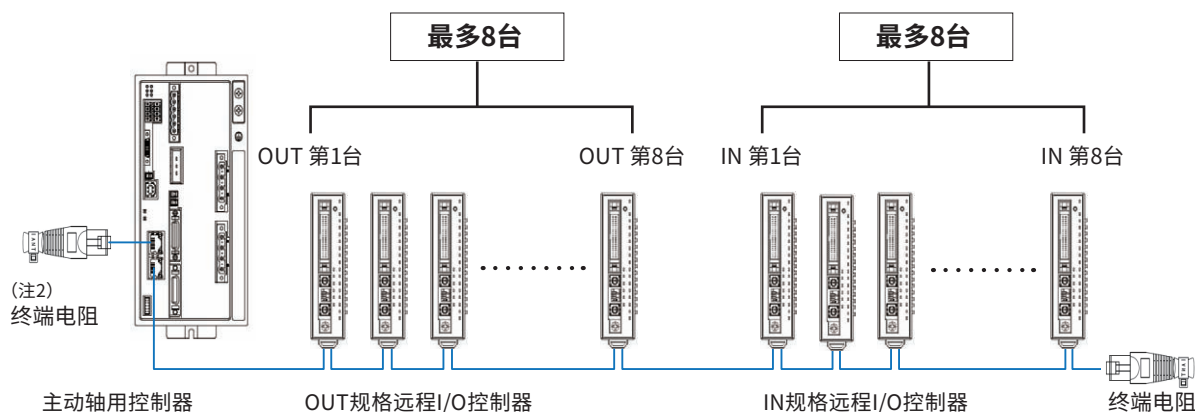 最多8台
最多8台
OUT 第1台
OUT 第8台
IN 第1台
IN 第8台
（注2）
终端电阻
主动轴用控制器
OUT规格远程I/O控制器
IN规格远程I/O控制器
终端电阻